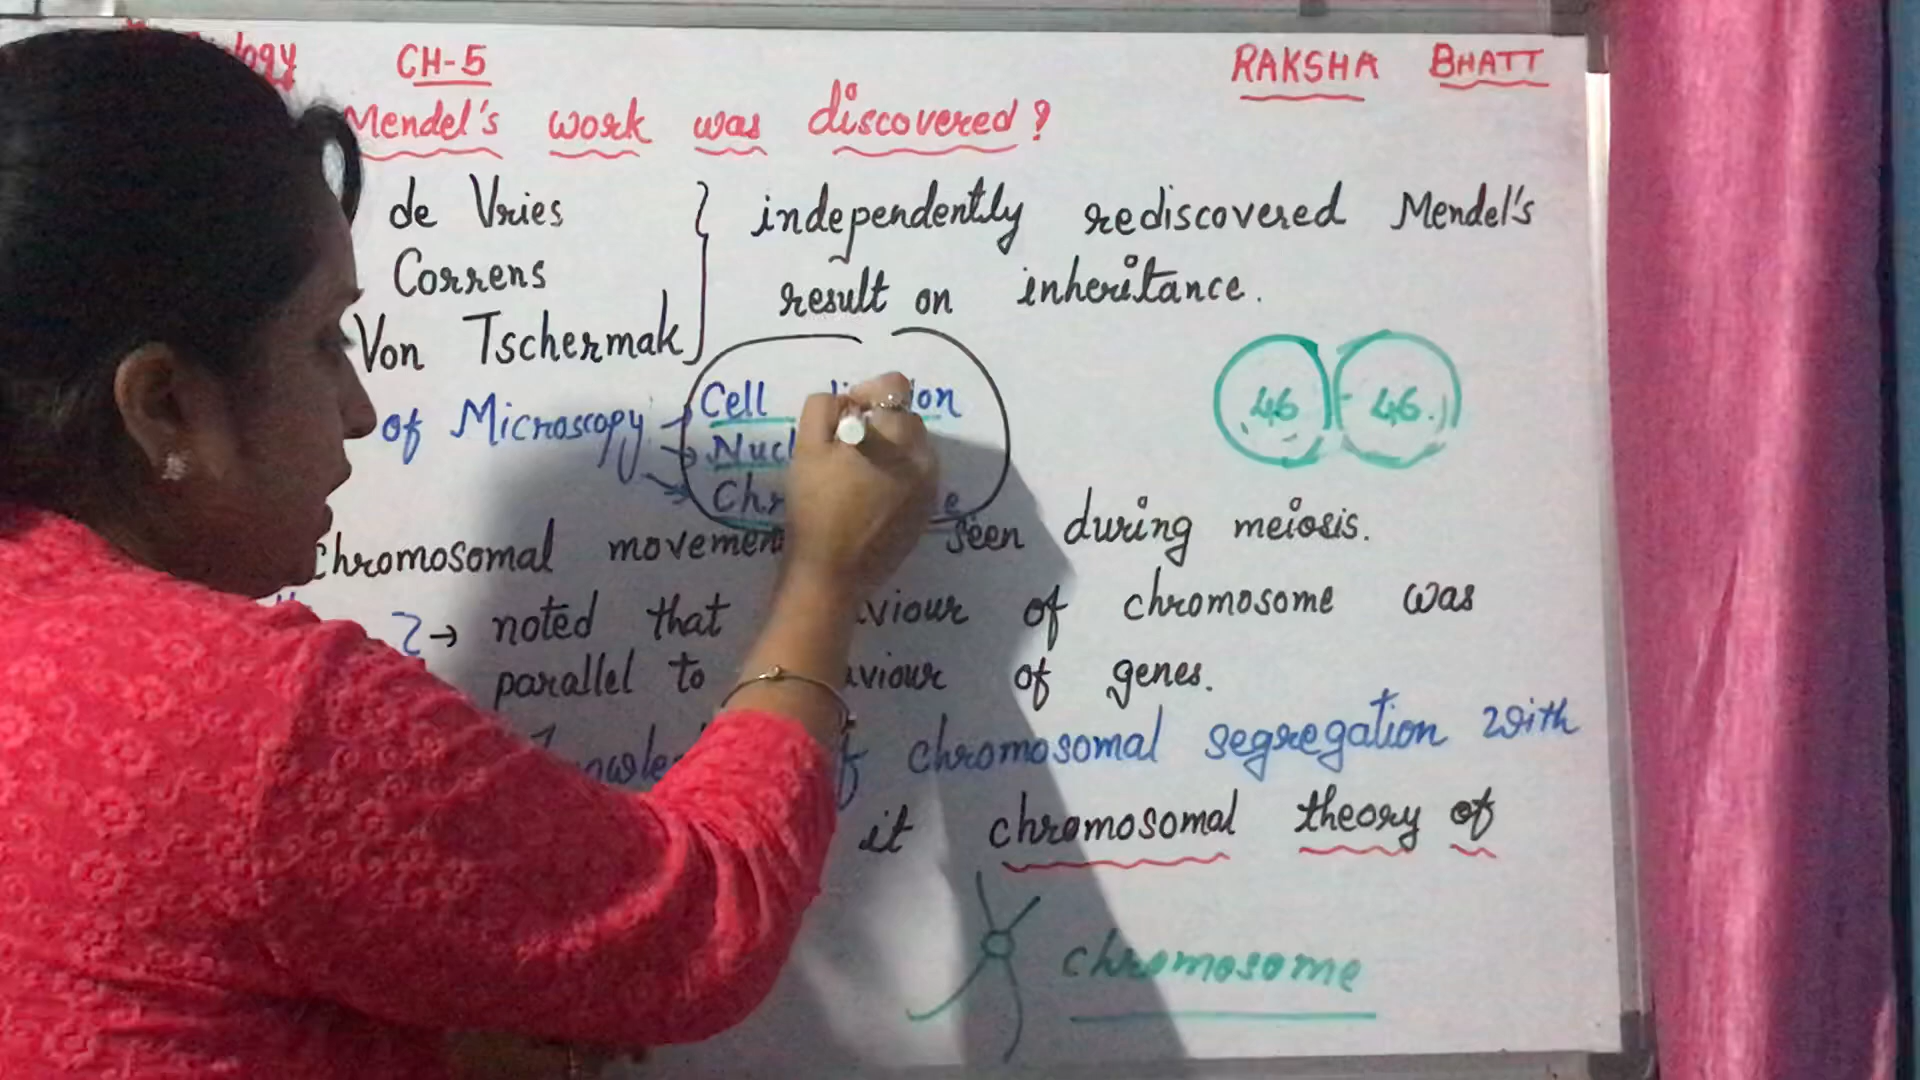 CH-5 RAKSHA BHATT
Mendel's work was discovered?
de Vries
Correns
Von Tschermak
independently rediscovered Mendel's
result on inheritance.
of Microscopy → Cell
46 46
chromosomal seen during meiosis.
→ noted that of chromosome was
parallel to of genes.
chromosomal segregation with
it chromosomal theory of
chromosome